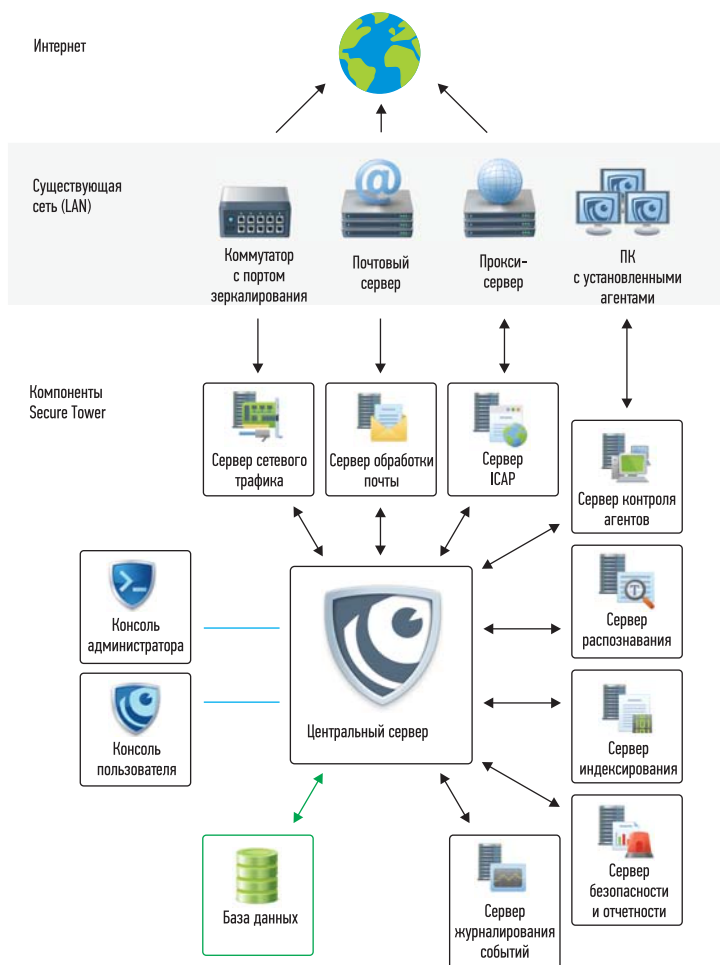 Интернет
Существующая
сеть (LAN)
Коммутатор
с портом
зеркалирования
Почтовый
сервер
Прокси-
сервер
ПК
с установленными
агентами
Компоненты
Secure Tower
Сервер сетевого
трафика
Сервер обработки
почты
Сервер
ICAP
Сервер контроля
агентов
Консоль
администратора
Сервер
распознавания
Консоль
пользователя
Центральный сервер
Сервер
индексирования
База данных
Сервер
журналирования
событий
Сервер
безопасности
и отчетности